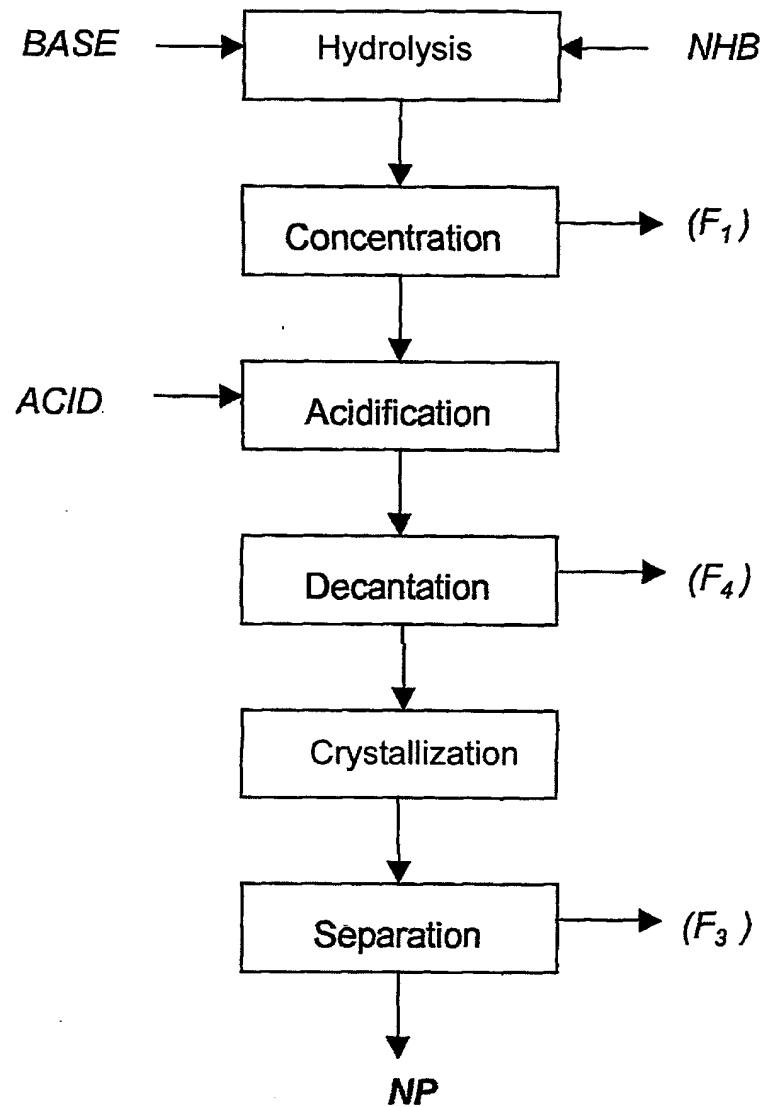 BASE Hydrolysis NHB
Concentration (F₁)
ACID Acidification
Decantation (F₄)
Crystallization
Separation (F₃)
NP